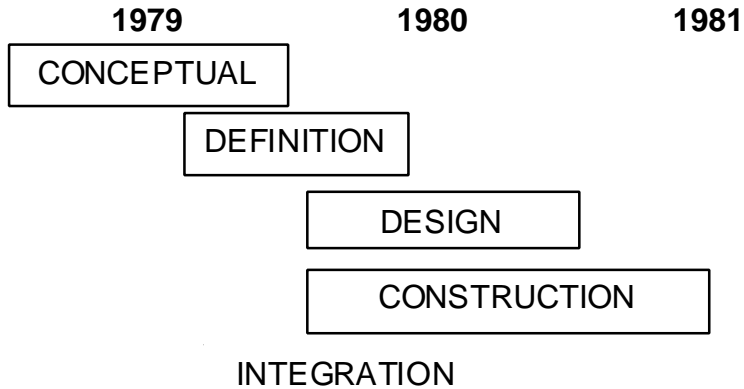 1979 1980 1981
CONCEPTUAL
DEFINITION
DESIGN
CONSTRUCTION
INTEGRATION